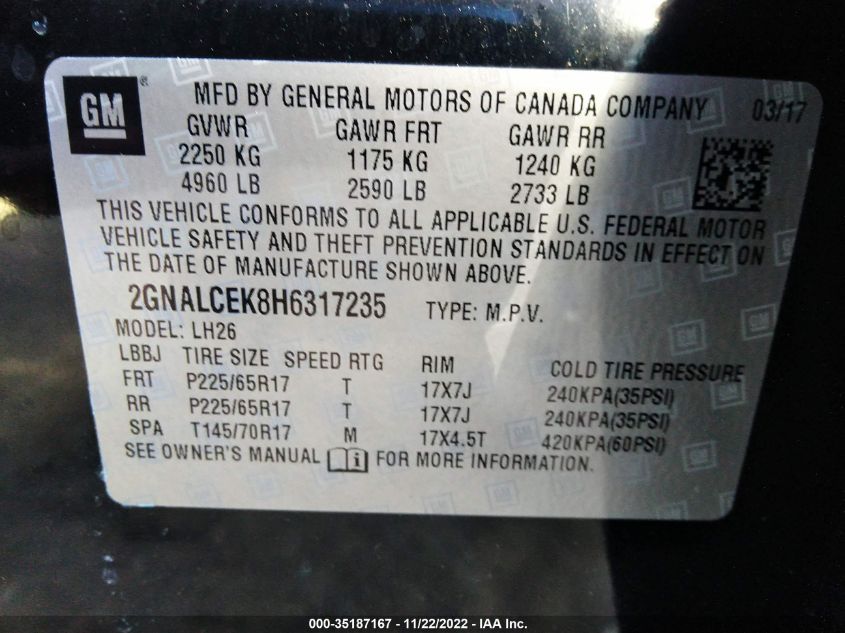 GM ®
MFD BY GENERAL MOTORS OF CANADA COMPANY 03/17
GVWR GAWR FRT GAWR RR
2250 KG 1175 KG 1240 KG
4960 LB 2590 LB 2733 LB
THIS VEHICLE CONFORMS TO ALL APPLICABLE U.S. FEDERAL MOTOR
VEHICLE SAFETY AND THEFT PREVENTION STANDARDS IN EFFECT ON
THE DATE OF MANUFACTURE SHOWN ABOVE.
2GNALCEK8H6317235 TYPE: M.P.V.
MODEL: LH26
LBBJ TIRE SIZE SPEED RTG RIM COLD TIRE PRESSURE
FRT P225/65R17 T 17X7J 240KPA(35PSI)
RR P225/65R17 T 17X7J 240KPA(35PSI)
SPA T145/70R17 M 17X4.5T 420KPA(60PSI)
SEE OWNER'S MANUAL i FOR MORE INFORMATION.
000-35187167 - 11/22/2022 - IAA Inc.